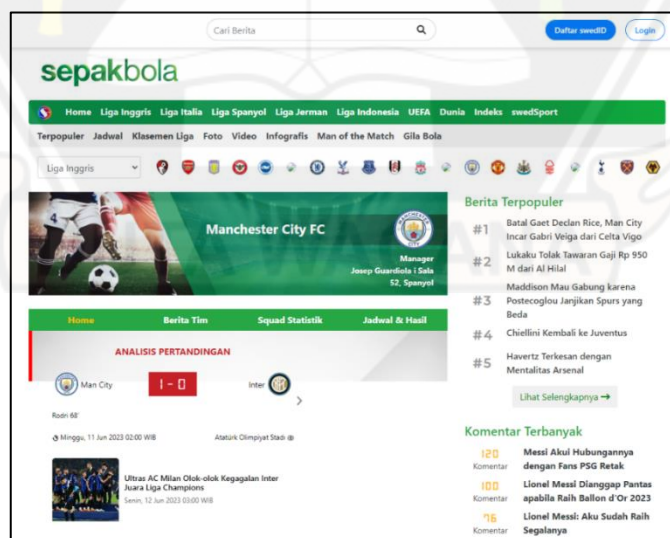 Cari Berita
Daftar swedID
Login
sepakbola
Home Liga Inggris Liga Italia Liga Spanyol Liga Jerman Liga Indonesia UEFA Dunia Indeks swedSport
Terpopuler Jadwal Klasemen Liga Foto Video Infografis Man of the Match Gila Bola
Liga Inggris
Manchester City FC
Manager
Josep Guardiola i Sala
52, Spanyol
Home Berita Tim Squad Statistik Jadwal & Hasil
ANALISIS PERTANDINGAN
Man City 1 - 0 Inter
Rodri 68'
Minggu, 11 Jun 2023 02:00 WIB Atatürk Olimpiyat Stadı
Ultras AC Milan Olok-olok Kegagalan Inter
Juara Liga Champions
Senin, 12 Jun 2023 03:00 WIB
Berita Terpopuler
#1 Batal Gaet Declan Rice, Man City
Incar Gabri Veiga dari Celta Vigo
#2 Lukaku Tolak Tawaran Gaji Rp 950
M dari Al Hilal
#3 Maddison Mau Gabung karena
Postecoglou Janjikan Spurs yang
Beda
#4 Chiellini Kembali ke Juventus
#5 Havertz Terkesan dengan
Mentalitas Arsenal
Lihat Selengkapnya →
Komentar Terbanyak
120 Messi Akui Hubungannya
Komentar dengan Fans PSG Retak
100 Lionel Messi Dianggap Pantas
Komentar apabila Raih Ballon d'Or 2023
76 Lionel Messi: Aku Sudah Raih
Komentar Segalanya